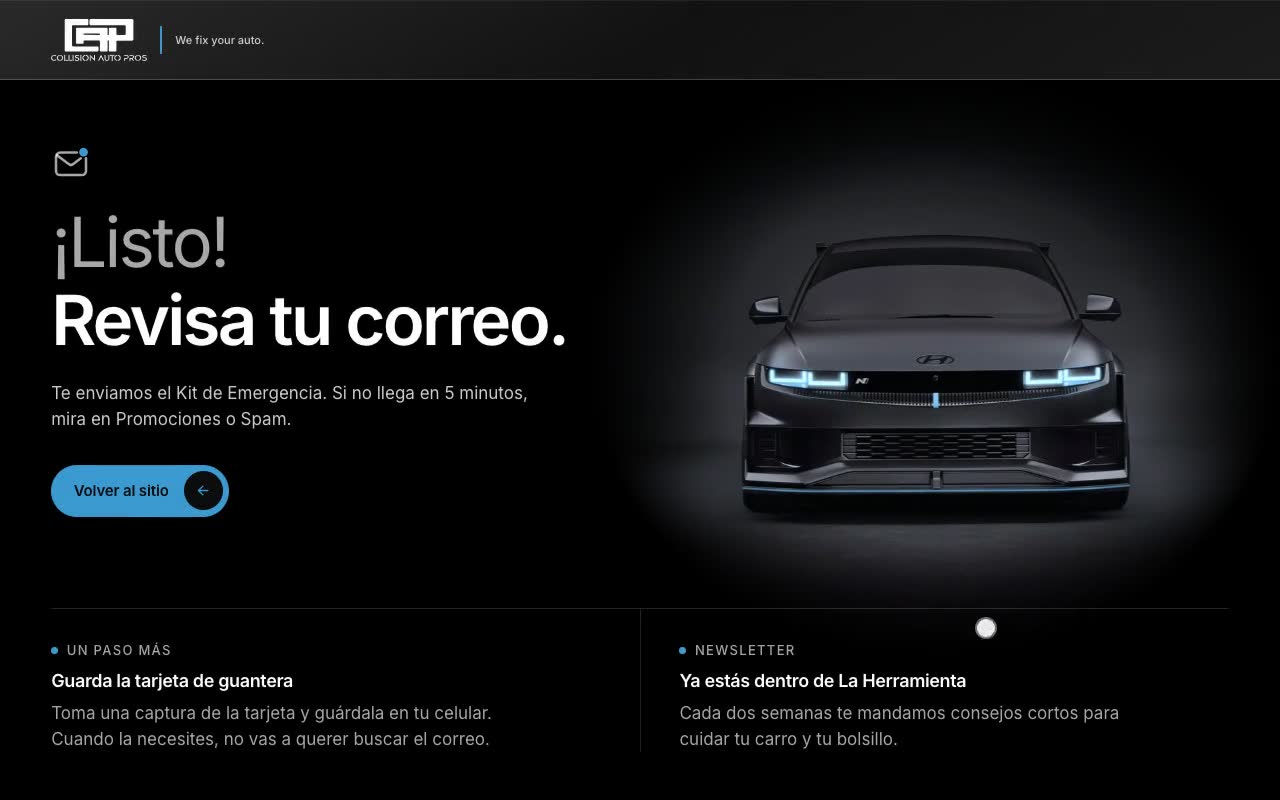 CAP
COLLISION AUTO PROS
We fix your auto.
¡Listo!
Revisa tu correo.
Te enviamos el Kit de Emergencia. Si no llega en 5 minutos,
mira en Promociones o Spam.
Volver al sitio
UN PASO MÁS
Guarda la tarjeta de guantera
Toma una captura de la tarjeta y guárdala en tu celular.
Cuando la necesites, no vas a querer buscar el correo.
NEWSLETTER
Ya estás dentro de La Herramienta
Cada dos semanas te mandamos consejos cortos para
cuidar tu carro y tu bolsillo.